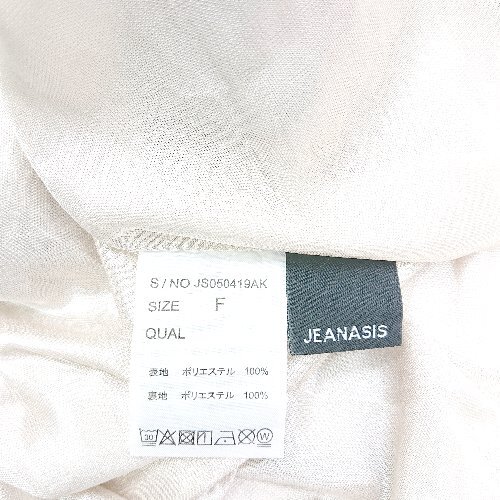 S / NO JS050419AK
SIZE F
QUAL
JEANASIS
表地 ポリエステル 100%
裏地 ポリエステル 100%
30 W